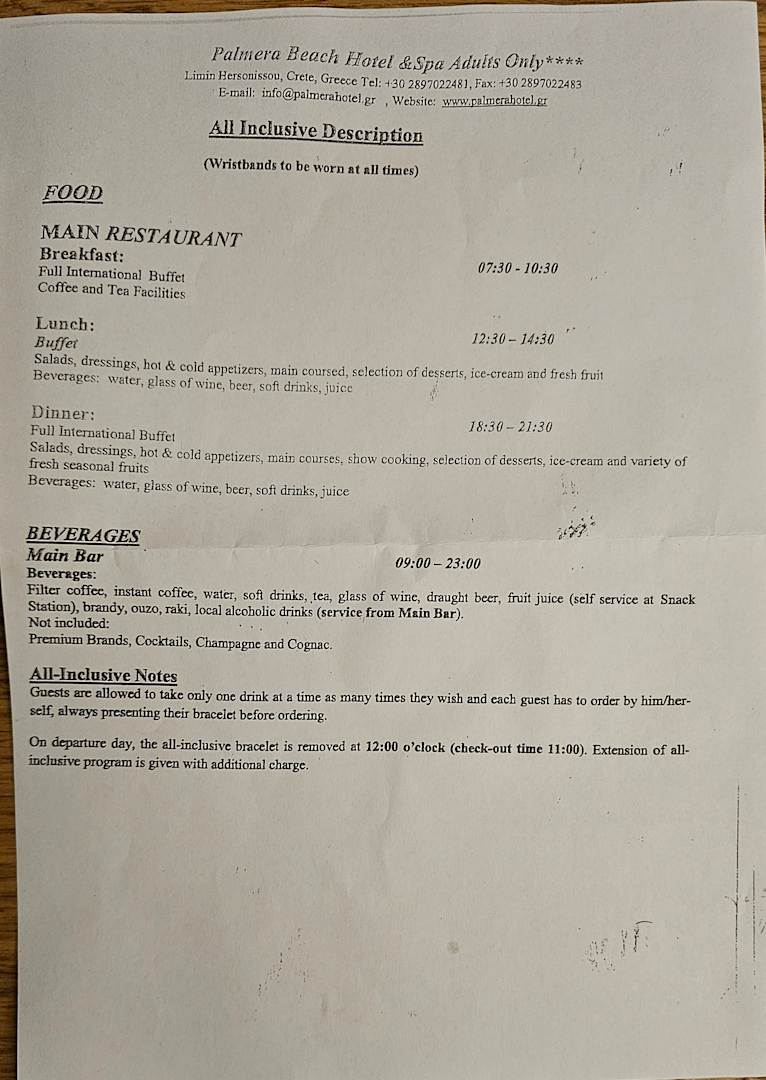 Palmera Beach Hotel &Spa Adults Only****
Limin Hersonissou, Crete, Greece Tel: +30 2897022481, Fax: +30 2897022483
E-mail: info@palmerahotel.gr , Website: www.palmerahotel.gr
All Inclusive Description
(Wristbands to be worn at all times)
FOOD
MAIN RESTAURANT
Breakfast:
Full International Buffet 07:30 - 10:30
Coffee and Tea Facilities
Lunch:
Buffet 12:30 – 14:30
Salads, dressings, hot & cold appetizers, main coursed, selection of desserts, ice-cream and fresh fruit
Beverages: water, glass of wine, beer, soft drinks, juice
Dinner:
Full International Buffet 18:30 – 21:30
Salads, dressings, hot & cold appetizers, main courses, show cooking, selection of desserts, ice-cream and variety of
fresh seasonal fruits
Beverages: water, glass of wine, beer, soft drinks, juice
BEVERAGES
Main Bar 09:00 – 23:00
Beverages:
Filter coffee, instant coffee, water, soft drinks, tea, glass of wine, draught beer, fruit juice (self service at Snack
Station), brandy, ouzo, raki, local alcoholic drinks (service from Main Bar).
Not included:
Premium Brands, Cocktails, Champagne and Cognac.
All-Inclusive Notes
Guests are allowed to take only one drink at a time as many times they wish and each guest has to order by him/her-
self, always presenting their bracelet before ordering.
On departure day, the all-inclusive bracelet is removed at 12:00 o’clock (check-out time 11:00). Extension of all-
inclusive program is given with additional charge.